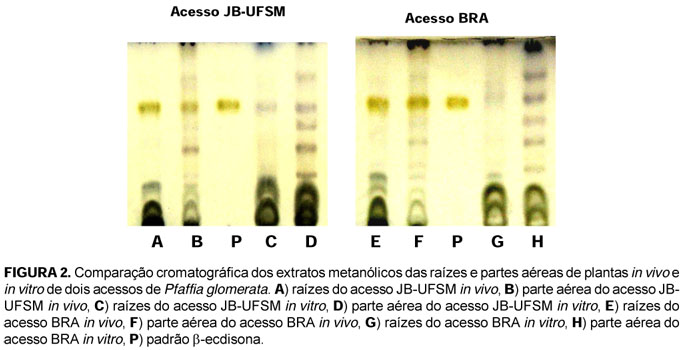 Acesso JB-UFSM
Acesso BRA
A B P C D
E F P G H
FIGURA 2. Comparação cromatográfica dos extratos metanólicos das raízes e partes aéreas de plantas in vivo e
in vitro de dois acessos de Pfaffia glomerata. A) raízes do acesso JB-UFSM in vivo, B) parte aérea do acesso JB-
UFSM in vivo, C) raízes do acesso JB-UFSM in vitro, D) parte aérea do acesso JB-UFSM in vitro, E) raízes do
acesso BRA in vivo, F) parte aérea do acesso BRA in vivo, G) raízes do acesso BRA in vitro, H) parte aérea do
acesso BRA in vitro, P) padrão β-ecdisona.